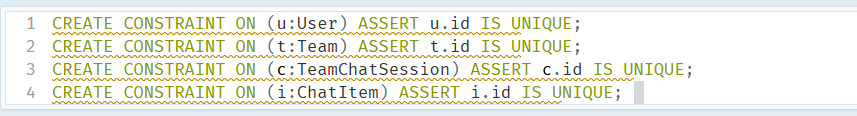 1 CREATE CONSTRAINT ON (u:User) ASSERT u.id IS UNIQUE;
2 CREATE CONSTRAINT ON (t:Team) ASSERT t.id IS UNIQUE;
3 CREATE CONSTRAINT ON (c:TeamChatSession) ASSERT c.id IS UNIQUE;
4 CREATE CONSTRAINT ON (i:ChatItem) ASSERT i.id IS UNIQUE;